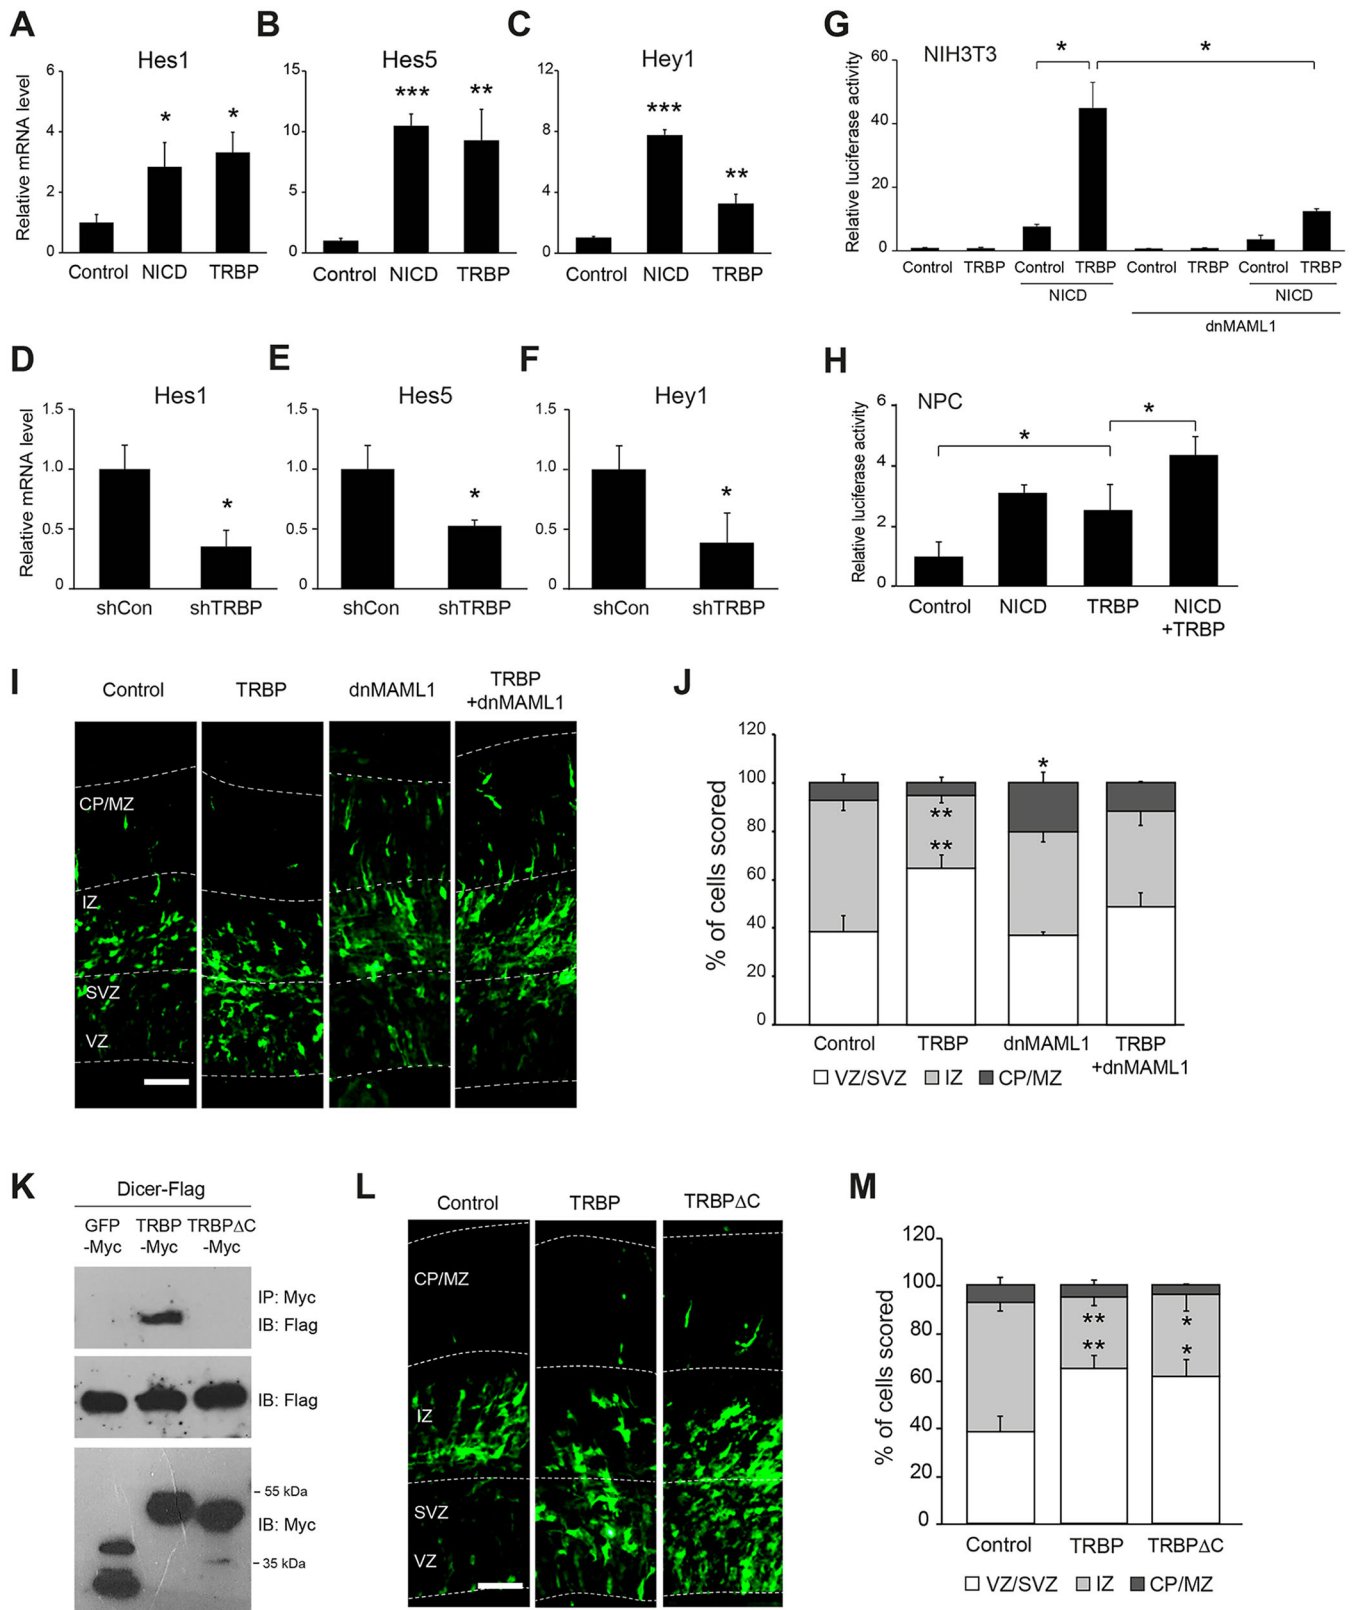 A
Hes1
Relative mRNA level
6
4
2
0
*
*
Control NICD TRBP
B
Hes5
15
10
5
0
***
**
Control NICD TRBP
C
Hey1
12
8
4
0
***
**
Control NICD TRBP
G
NIH3T3
Relative luciferase activity
60
40
20
0
*
*
Control TRBP Control TRBP Control TRBP Control TRBP
NICD NICD
dnMAML1
D
Hes1
Relative mRNA level
1.5
1.0
0.5
0
*
shCon shTRBP
E
Hes5
1.5
1.0
0.5
0
*
shCon shTRBP
F
Hey1
1.5
1.0
0.5
0
*
shCon shTRBP
H
NPC
Relative luciferase activity
6
4
2
0
*
*
Control NICD TRBP NICD
+TRBP
I
Control TRBP dnMAML1 TRBP
+dnMAML1
CP/MZ
IZ
SVZ
VZ
J
% of cells scored
120
100
80
60
40
20
0
**
**
*
Control TRBP dnMAML1 TRBP
+dnMAML1
VZ/SVZ IZ CP/MZ
K
Dicer-Flag
GFP TRBP TRBPΔC
-Myc -Myc -Myc
IP: Myc
IB: Flag
IB: Flag
– 55 kDa
IB: Myc
– 35 kDa
L
Control TRBP TRBPΔC
CP/MZ
IZ
SVZ
VZ
M
% of cells scored
120
100
80
60
40
20
0
**
**
*
*
Control TRBP TRBPΔC
VZ/SVZ IZ CP/MZ